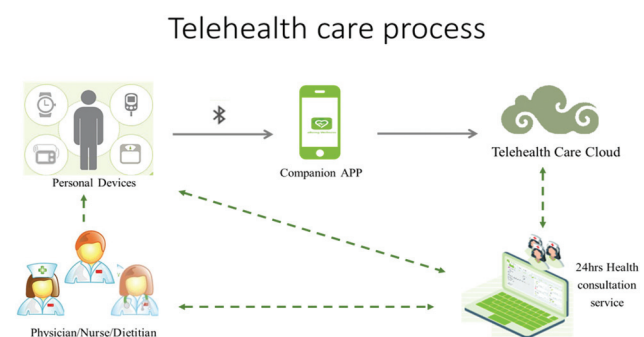 Telehealth care process
Companion APP
Telehealth Care Cloud
Personal Devices
24hrs Health
consultation
service
Physician/Nurse/Dietitian